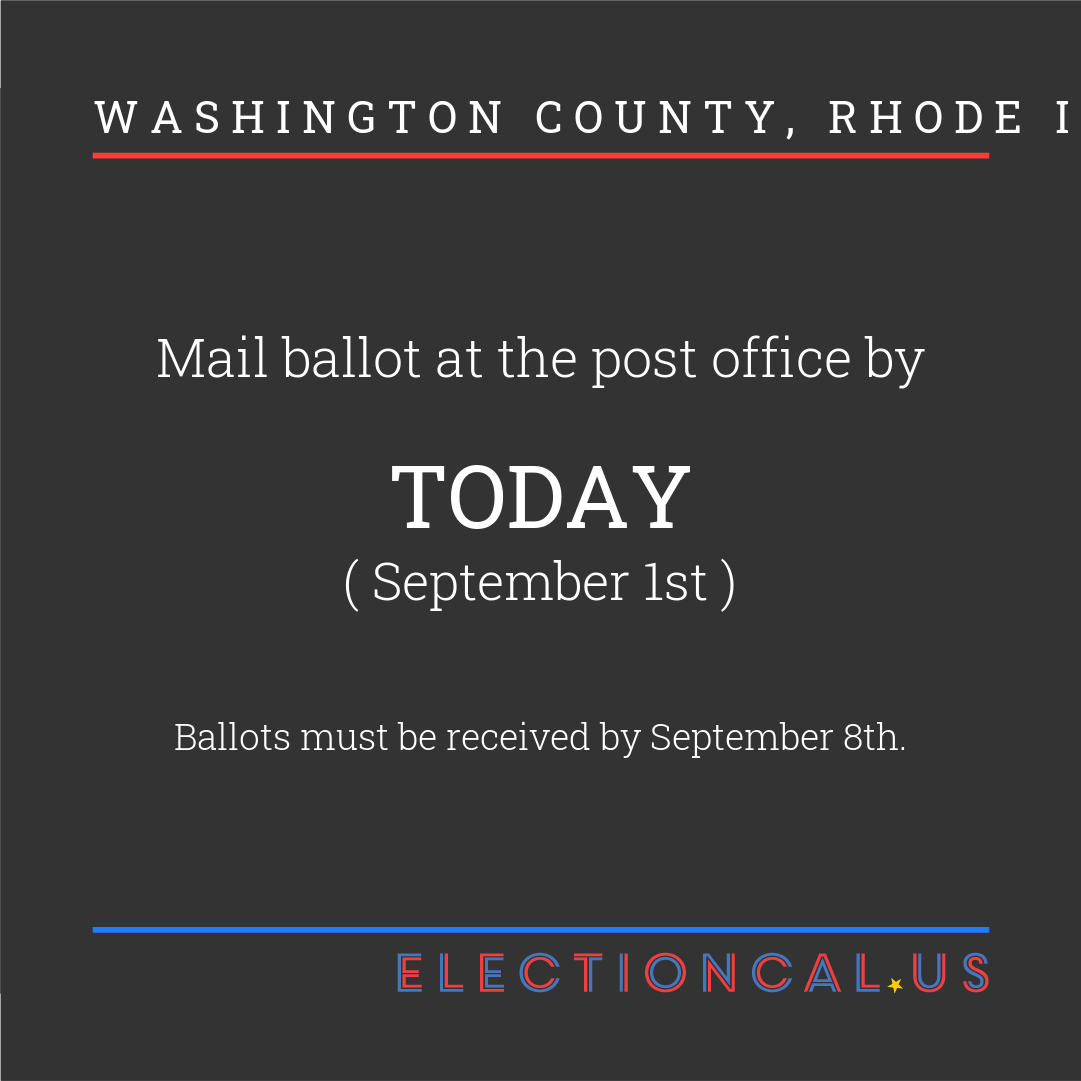 WASHINGTON COUNTY, RHODE I
Mail ballot at the post office by
TODAY
( September 1st )
Ballots must be received by September 8th.
ELECTIONCAL.US